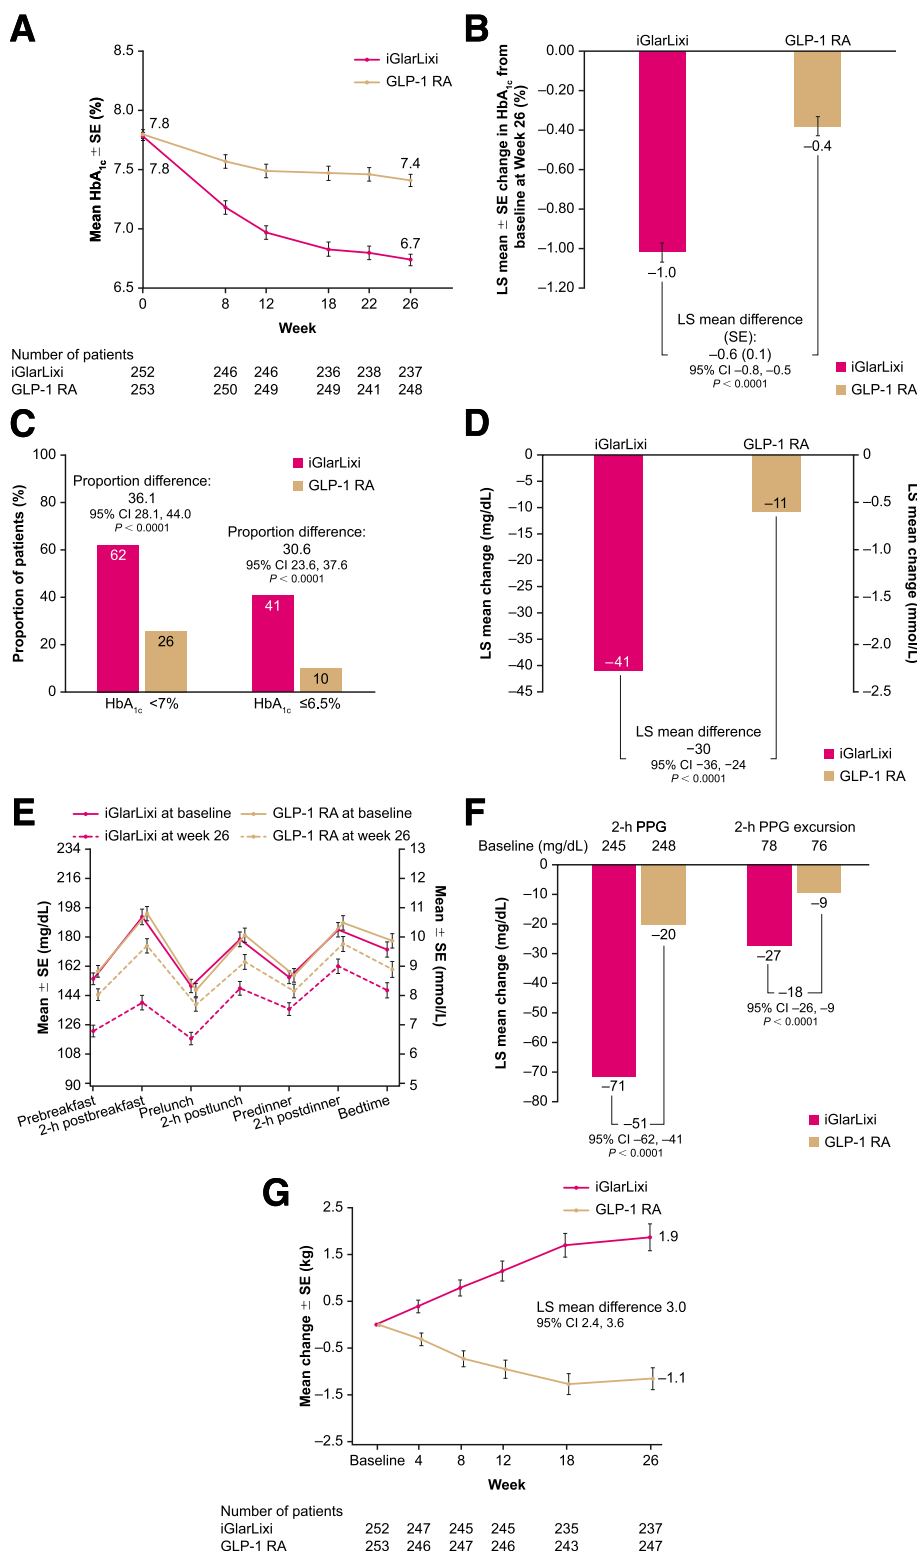 A
8.5
8.0
7.5
7.0
6.5
Mean HbA1c ± SE (%)
iGlarLixi
GLP-1 RA
7.8
7.8
7.4
6.7
0 8 12 18 22 26
Week
Number of patients
iGlarLixi 252 246 246 236 238 237
GLP-1 RA 253 250 249 249 241 248
B
iGlarLixi GLP-1 RA
0.00
−0.20
−0.40
−0.60
−0.80
−1.00
−1.20
LS mean ± SE change in HbA1c from
baseline at Week 26 (%)
−0.4
−1.0
LS mean difference
(SE):
−0.6 (0.1)
95% CI −0.8, −0.5
P < 0.0001
iGlarLixi
GLP-1 RA
C
100
80
60
40
20
0
Proportion of patients (%)
iGlarLixi
GLP-1 RA
Proportion difference:
36.1
95% CI 28.1, 44.0
P < 0.0001
Proportion difference:
30.6
95% CI 23.6, 37.6
P < 0.0001
62
26
41
10
HbA1c <7% HbA1c ≤6.5%
D
iGlarLixi GLP-1 RA
0
−5
−10
−15
−20
−25
−30
−35
−40
−45
LS mean change (mg/dL)
0
−0.5
−1.0
−1.5
−2.0
−2.5
LS mean change (mmol/L)
−11
−41
LS mean difference
−30
95% CI −36, −24
P < 0.0001
iGlarLixi
GLP-1 RA
E
iGlarLixi at baseline GLP-1 RA at baseline
iGlarLixi at week 26 GLP-1 RA at week 26
234
216
198
180
162
144
126
108
90
Mean ± SE (mg/dL)
13
12
11
10
9
8
7
6
5
Mean ± SE (mmol/L)
Prebreakfast
2-h postbreakfast
Prelunch
2-h postlunch
Predinner
2-h postdinner
Bedtime
F
2-h PPG 2-h PPG excursion
Baseline (mg/dL) 245 248 78 76
0
−10
−20
−30
−40
−50
−60
−70
−80
LS mean change (mg/dL)
−9
−20
−27
−18
95% CI −26, −9
P < 0.0001
−71
−51
95% CI −62, −41
P < 0.0001
iGlarLixi
GLP-1 RA
G
iGlarLixi
GLP-1 RA
2.5
1.5
0.5
−0.5
−1.5
−2.5
Mean change ± SE (kg)
1.9
LS mean difference 3.0
95% CI 2.4, 3.6
−1.1
Baseline 4 8 12 18 26
Week
Number of patients
iGlarLixi 252 247 245 245 235 237
GLP-1 RA 253 246 247 246 243 247